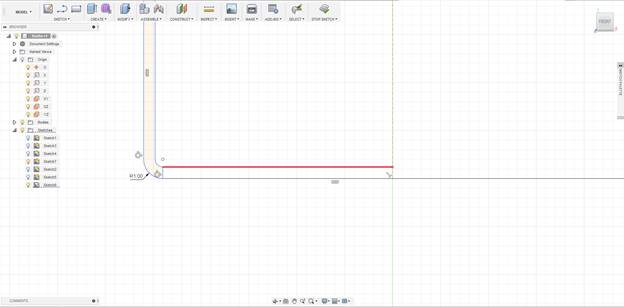 MODEL
SKETCH
CREATE
MODIFY
ASSEMBLE
CONSTRUCT
INSPECT
INSERT
MAKE
ADD-INS
SELECT
STOP SKETCH
BROWSER
Document Settings
Named Views
Origin
O
X
Y
Z
XY
XZ
YZ
Bodies
Sketches
Sketch1
Sketch3
Sketch4
Sketch7
Sketch2
Sketch5
Sketch6
R1.00
FRONT
SKETCH PALETTE
COMMENTS